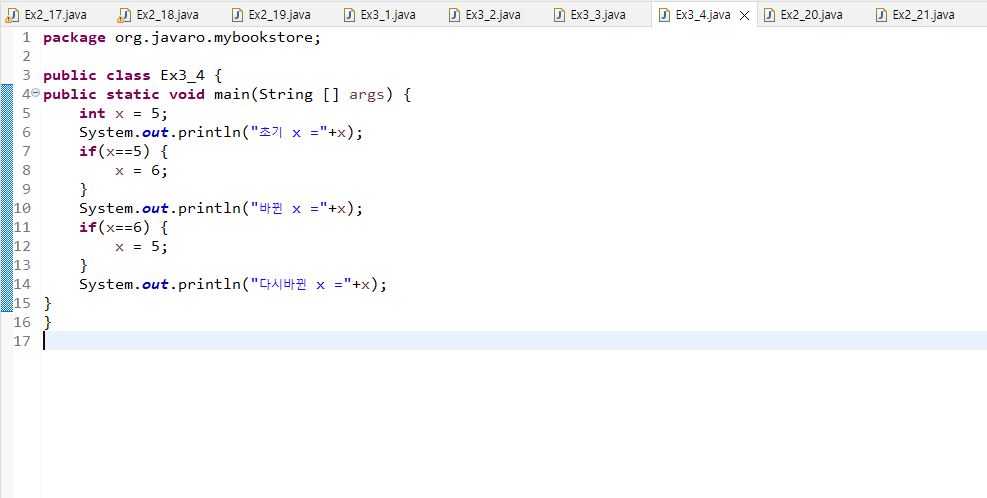 Ex2_17.java Ex2_18.java Ex2_19.java Ex3_1.java Ex3_2.java Ex3_3.java Ex3_4.java Ex2_20.java Ex2_21.java
1 package org.javaro.mybookstore;
2
3 public class Ex3_4 {
4 public static void main(String [] args) {
5     int x = 5;
6     System.out.println("초기 x ="+x);
7     if(x==5) {
8         x = 6;
9     }
10     System.out.println("바뀐 x ="+x);
11     if(x==6) {
12         x = 5;
13     }
14     System.out.println("다시바뀐 x ="+x);
15 }
16 }
17